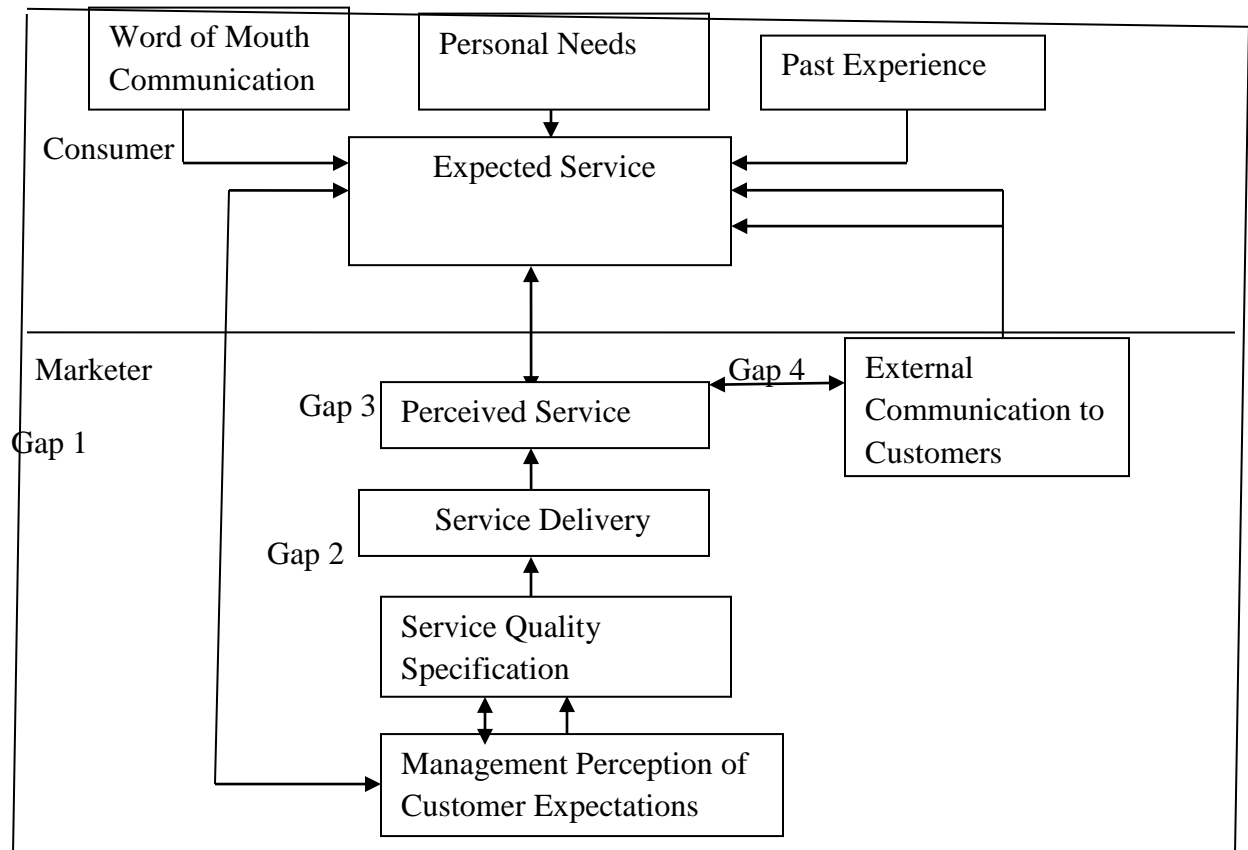 Word of Mouth
Communication
Personal Needs
Past Experience
Consumer
Expected Service
Marketer
Gap 4
External
Communication to
Customers
Gap 3
Perceived Service
Gap 1
Service Delivery
Gap 2
Service Quality
Specification
Management Perception of
Customer Expectations